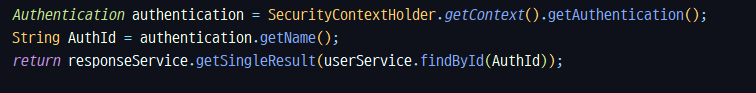 Authentication authentication = SecurityContextHolder.getContext().getAuthentication();
String AuthId = authentication.getName();
return responseService.getSingleResult(userService.findById(AuthId));